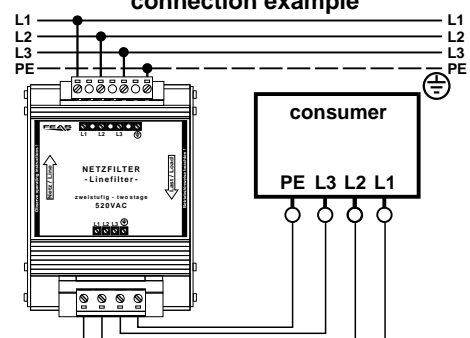 connection example
L1 L1
L2 L2
L3 L3
PE PE
FEAS
L1 L2 L3
NETZFILTER
-Linefilter-
zweistufig - two stage
520VAC
Netz / Line
Last / Load
L1 L2 L3
consumer
PE L3 L2 L1